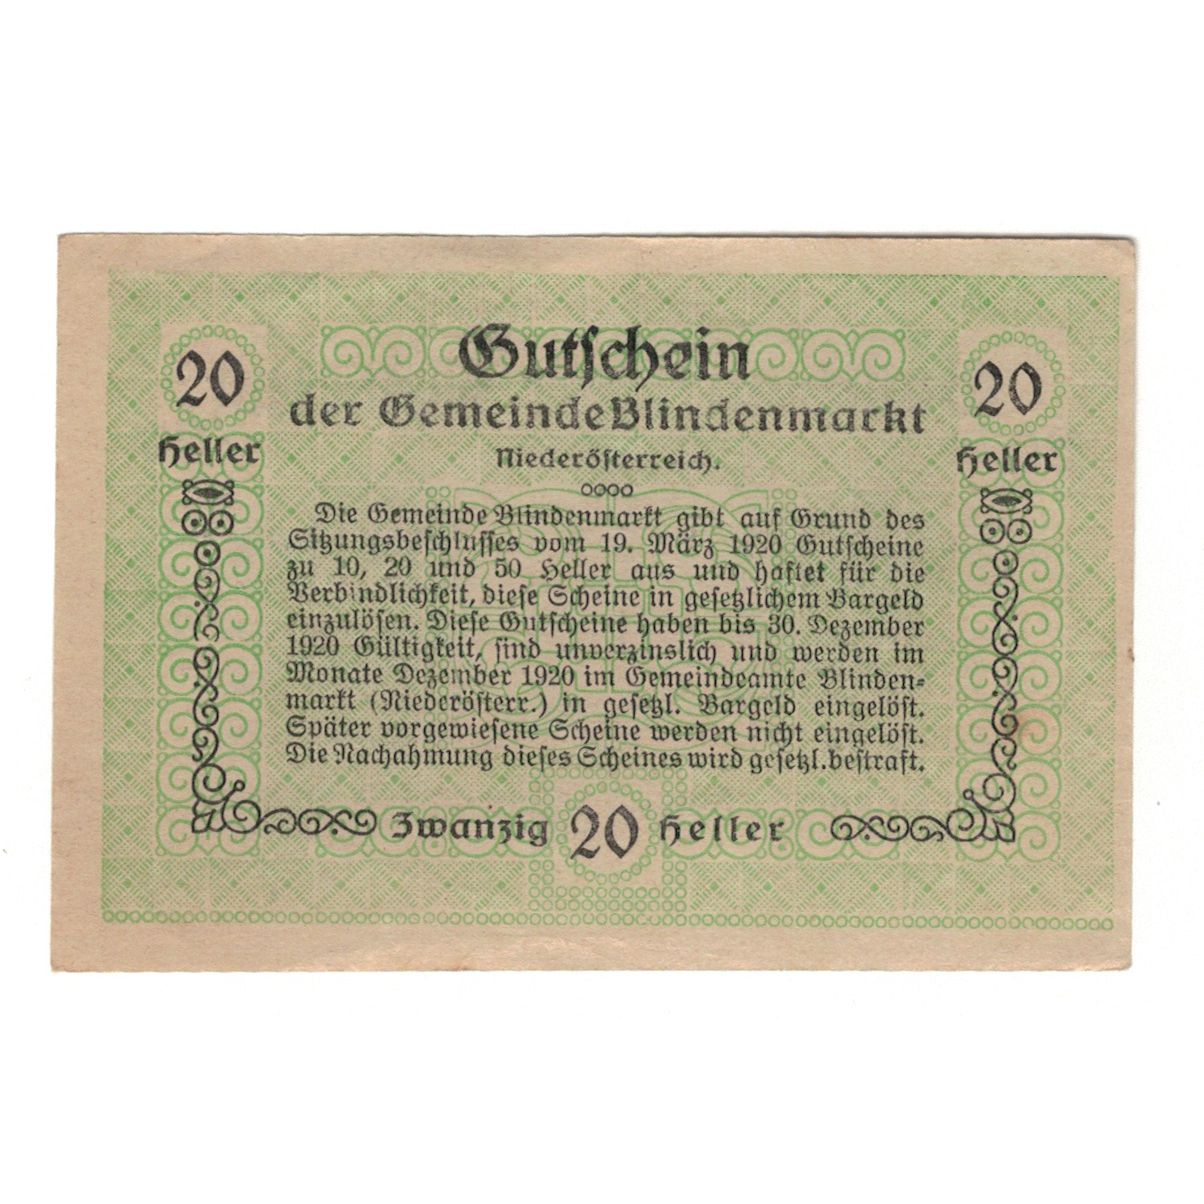 Gutschein
der Gemeinde Blindenmarkt
Niederösterreich.
20
Heller
20
Heller
Die Gemeinde Blindenmarkt gibt auf Grund des
Sitzungsbeschlusses vom 19. März 1920 Gutscheine
zu 10, 20 und 50 Heller aus und haftet für die
Verbindlichkeit, diese Scheine in gesetzlichem Bargeld
einzulösen. Diese Gutscheine haben bis 30. Dezember
1920 Gültigkeit, sind unverzinslich und werden im
Monate Dezember 1920 im Gemeindeamte Blinden-
markt (Niederösterr.) in gesetzl. Bargeld eingelöst.
Später vorgewiesene Scheine werden nicht eingelöst.
Die Nachahmung dieses Scheines wird gesetzl. bestraft.
Zwanzig 20 Heller